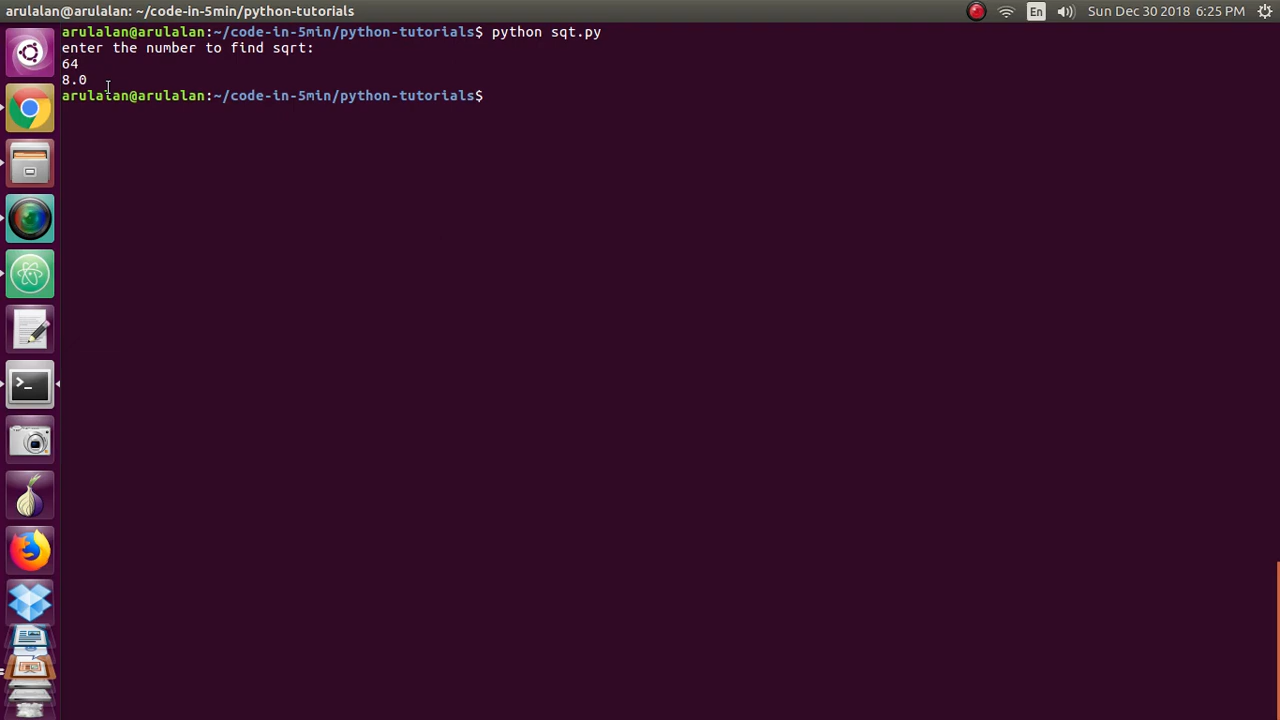 arulalan@arulalan: ~/code-in-5min/python-tutorials
En
Sun Dec 30 2018 6:25 PM
arulalan@arulalan:~/code-in-5min/python-tutorials$ python sqt.py
enter the number to find sqrt:
64
8.0
arulalan@arulalan:~/code-in-5min/python-tutorials$
>_